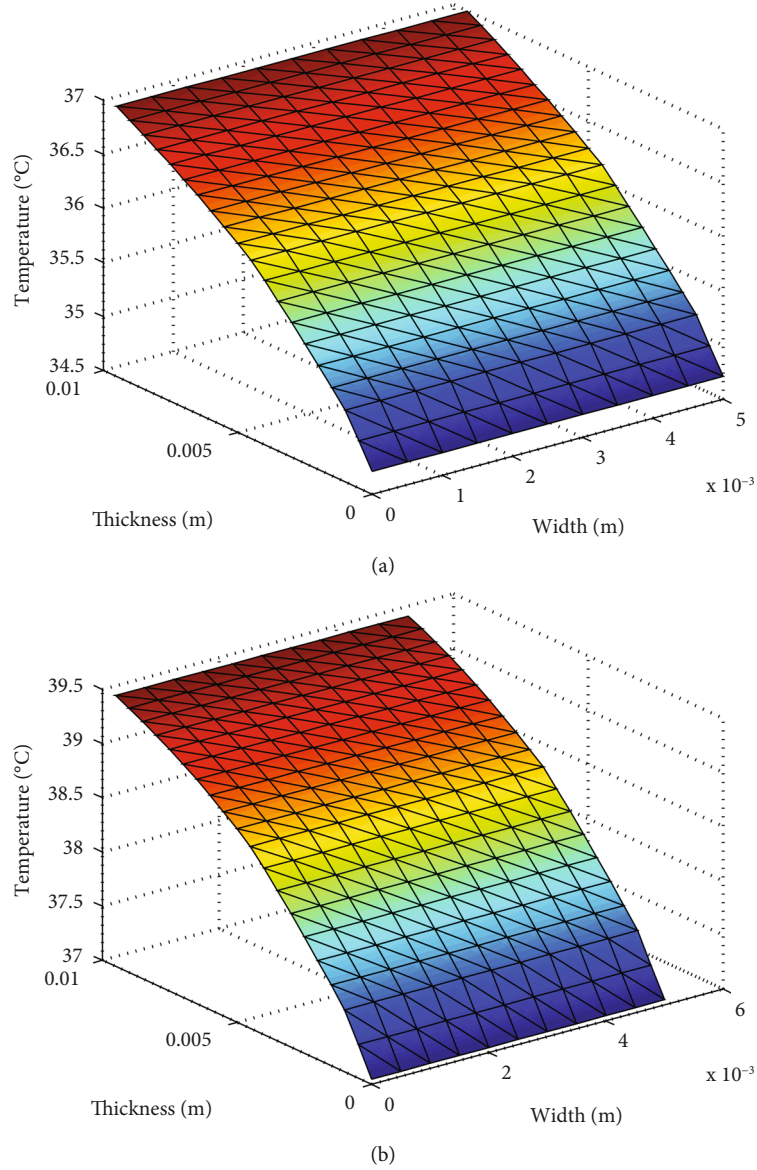 37
36.5
36
35.5
35
34.5
Temperature (°C)
0.01
0.005
0
Thickness (m)
0
1
2
3
4
5
x 10⁻³
Width (m)
(a)
39.5
39
38.5
38
37.5
37
Temperature (°C)
0.01
0.005
0
Thickness (m)
0
2
4
6
x 10⁻³
Width (m)
(b)